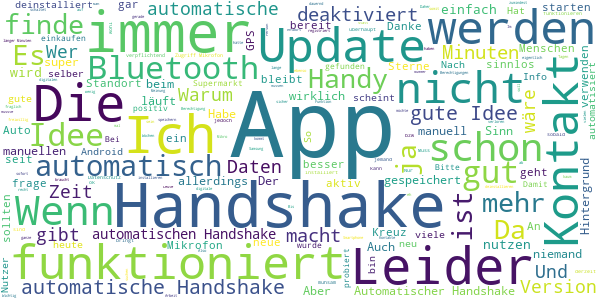 deinstalliert
gar
automatische
einfach
Hat
starten
finde
immer
deaktiviert
werden
einkaufen
bereit
Danke
Es
Wer
Update
Minuten
super
GPS
Nach
Menschen
selber
Bluetooth
Sterne
sinnlos
wird
Supermarkt
bleibt
gefunden
Info
verwenden
Standort
beim
Handy
nicht
Kontakt
Die
Warum
wirklich
scheint
automatisiert
gute
positiv
läuft
Habe
So
gute Idee
wäre
Auto
Idee
jedoch
Ich
App
manuell
Sinn
manuellen
Android
ein
besser
ja
schon
Bei
automatisch
Daten
seit
aktiv
gespeichert
Bitte
geht
frage
allerdings
Der
Damit
Hintergrund
Wenn
Handshake
gut
ist
mehr
Zeit
Kreuz
Da
An
sollten
gibt
automatischen Handshake
macht
Auch
viele
nutzen
niemand
funktioniert
heute
Mikrofon
neue
wurde
Leider
bin
neu
Und
Version
Nutzer
automatische Handshake
Aber
probiert
Automatischer Handshake